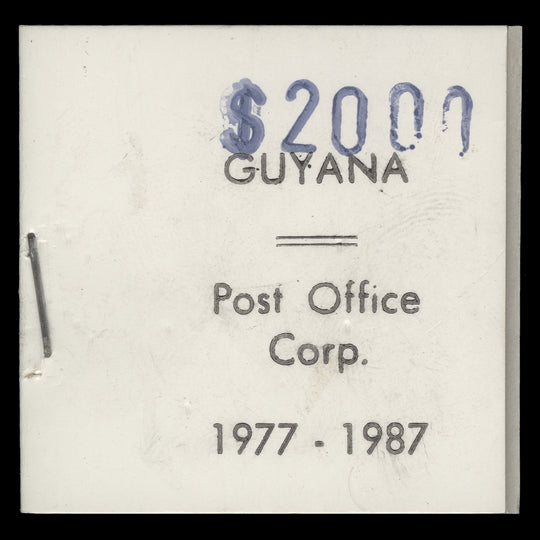 $2000
GUYANA
Post Office
Corp.
1977 - 1987